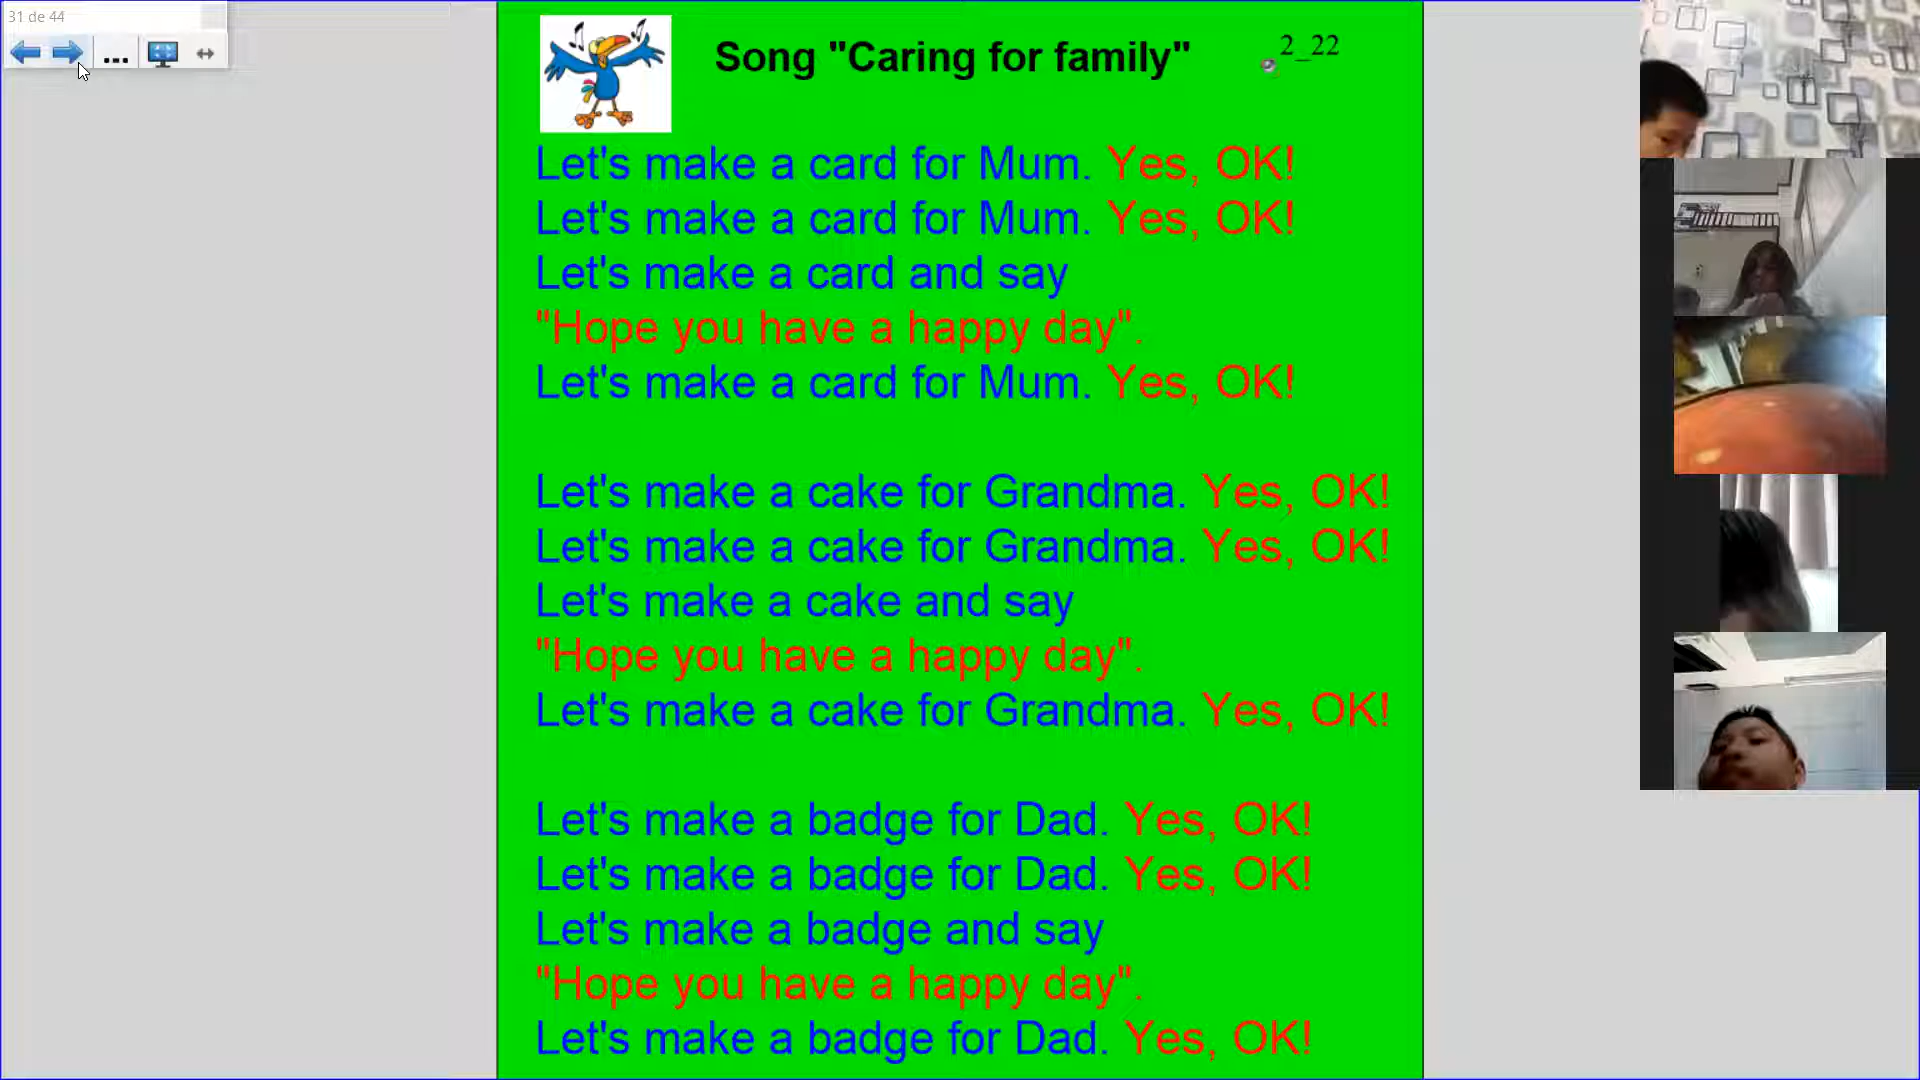 31 de 44
Song "Caring for family"
2_22
Let's make a card for Mum. Yes, OK!
Let's make a card for Mum. Yes, OK!
Let's make a card and say
"Hope you have a happy day".
Let's make a card for Mum. Yes, OK!
Let's make a cake for Grandma. Yes, OK!
Let's make a cake for Grandma. Yes, OK!
Let's make a cake and say
"Hope you have a happy day".
Let's make a cake for Grandma. Yes, OK!
Let's make a badge for Dad. Yes, OK!
Let's make a badge for Dad. Yes, OK!
Let's make a badge and say
"Hope you have a happy day".
Let's make a badge for Dad. Yes, OK!